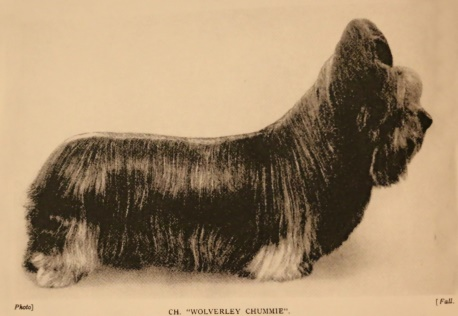 Photo]
[Fall.
CH. "WOLVERLEY CHUMMIE".